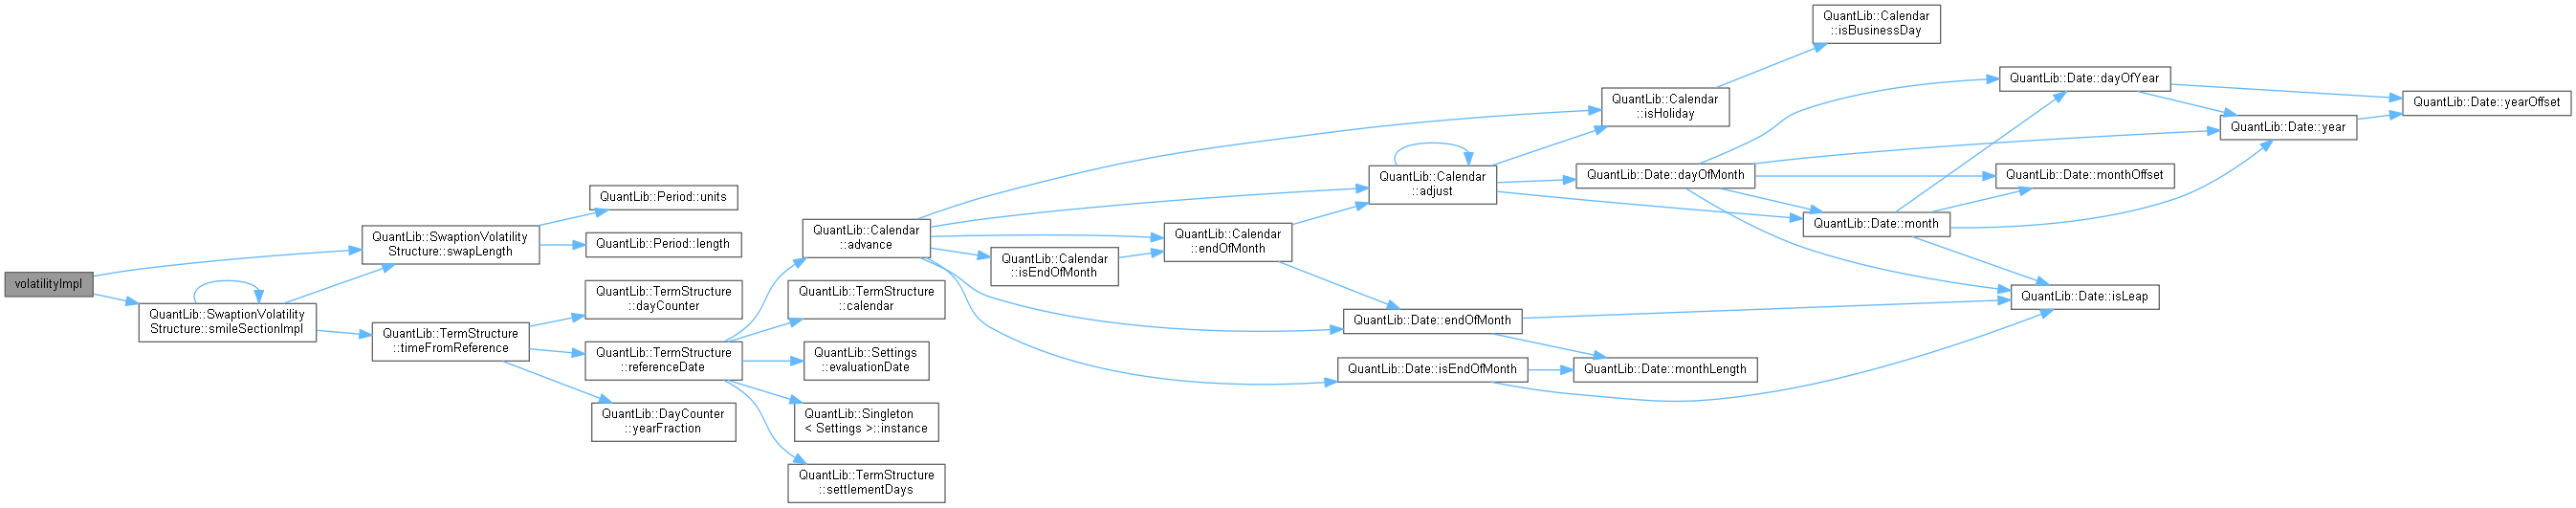 volatilityImpl
QuantLib::SwaptionVolatility
Structure::swapLength
QuantLib::SwaptionVolatility
Structure::smileSectionImpl
QuantLib::Period::units
QuantLib::Period::length
QuantLib::TermStructure
::timeFromReference
QuantLib::TermStructure
::dayCounter
QuantLib::TermStructure
::referenceDate
QuantLib::DayCounter
::yearFraction
QuantLib::Calendar
::advance
QuantLib::TermStructure
::calendar
QuantLib::Settings
::evaluationDate
QuantLib::Singleton
< Settings >::instance
QuantLib::TermStructure
::settlementDays
QuantLib::Calendar
::isEndOfMonth
QuantLib::Calendar
::endOfMonth
QuantLib::Calendar
::adjust
QuantLib::Date::endOfMonth
QuantLib::Date::isEndOfMonth
QuantLib::Calendar
::isHoliday
QuantLib::Date::dayOfMonth
QuantLib::Date::monthLength
QuantLib::Calendar
::isBusinessDay
QuantLib::Date::month
QuantLib::Date::dayOfYear
QuantLib::Date::monthOffset
QuantLib::Date::isLeap
QuantLib::Date::year
QuantLib::Date::yearOffset